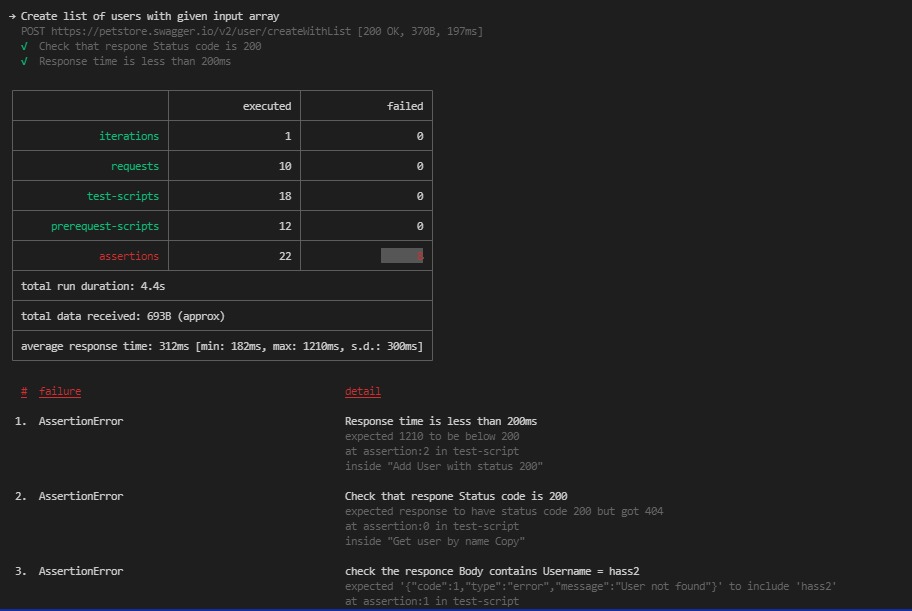 → Create list of users with given input array
POST https://petstore.swagger.io/v2/user/createWithList [200 OK, 370B, 197ms]
√ Check that respone Status code is 200
√ Response time is less than 200ms
executed failed
iterations 1 0
requests 10 0
test-scripts 18 0
prerequest-scripts 12 0
assertions 22
total run duration: 4.4s
total data received: 693B (approx)
average response time: 312ms [min: 182ms, max: 1210ms, s.d.: 300ms]
# failure detail
1. AssertionError Response time is less than 200ms
expected 1210 to be below 200
at assertion:2 in test-script
inside "Add User with status 200"
2. AssertionError Check that respone Status code is 200
expected response to have status code 200 but got 404
at assertion:0 in test-script
inside "Get user by name Copy"
3. AssertionError check the responce Body contains Username = hass2
expected '{"code":1,"type":"error","message":"User not found"}' to include 'hass2'
at assertion:1 in test-script